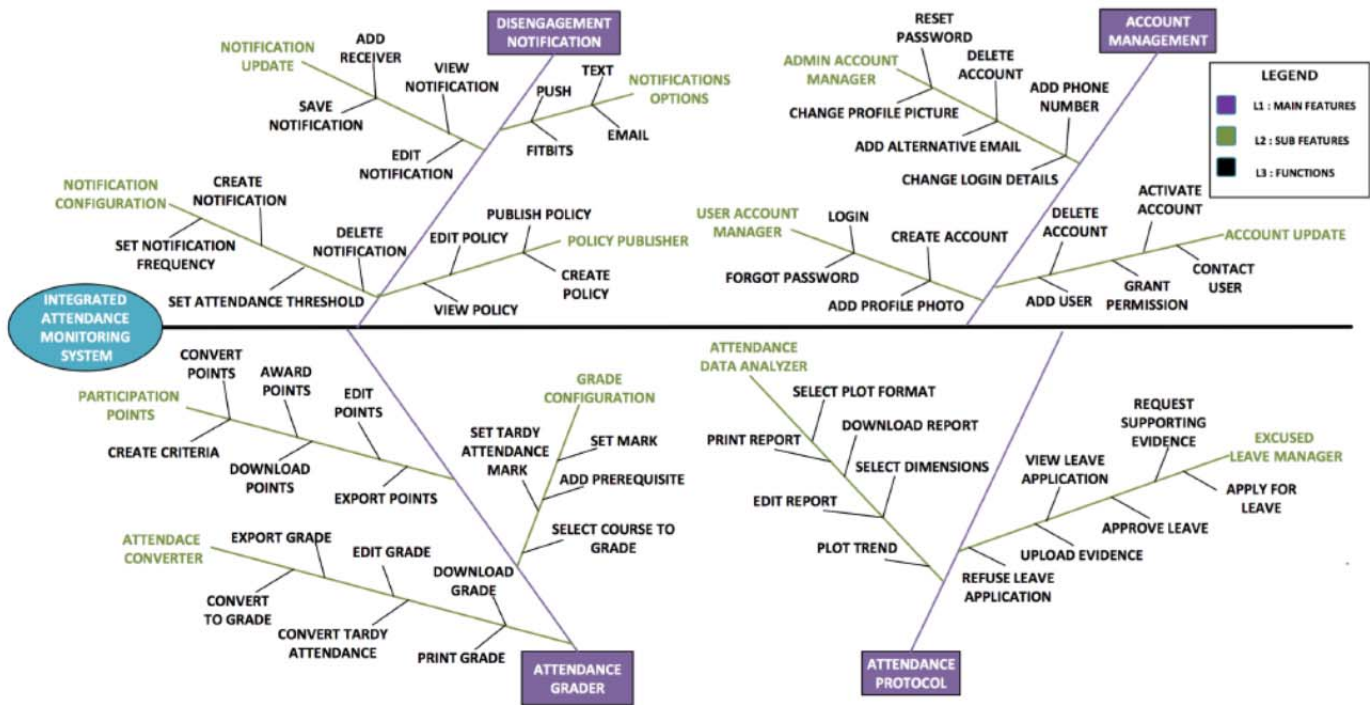 DISENGAGEMENT
NOTIFICATION
NOTIFICATION
UPDATE
ADD
RECEIVER
VIEW
NOTIFICATION
SAVE
NOTIFICATION
EDIT
NOTIFICATION
TEXT
PUSH
NOTIFICATIONS
OPTIONS
FITBITS
EMAIL
NOTIFICATION
CONFIGURATION
CREATE
NOTIFICATION
SET NOTIFICATION
FREQUENCY
DELETE
NOTIFICATION
SET ATTENDANCE THRESHOLD
PUBLISH POLICY
EDIT POLICY
POLICY PUBLISHER
CREATE
POLICY
VIEW POLICY
ACCOUNT
MANAGEMENT
RESET
PASSWORD
ADMIN ACCOUNT
MANAGER
DELETE
ACCOUNT
CHANGE PROFILE PICTURE
ADD PHONE
NUMBER
ADD ALTERNATIVE EMAIL
CHANGE LOGIN DETAILS
USER ACCOUNT
MANAGER
LOGIN
CREATE ACCOUNT
FORGOT PASSWORD
ADD PROFILE PHOTO
DELETE
ACCOUNT
ACTIVATE
ACCOUNT
ACCOUNT UPDATE
ADD USER
GRANT
PERMISSION
CONTACT
USER
LEGEND
L1 : MAIN FEATURES
L2 : SUB FEATURES
L3 : FUNCTIONS
INTEGRATED
ATTENDANCE
MONITORING
SYSTEM
CONVERT
POINTS
PARTICIPATION
POINTS
AWARD
POINTS
EDIT
POINTS
CREATE CRITERIA
DOWNLOAD
POINTS
EXPORT POINTS
GRADE
CONFIGURATION
SET TARDY
ATTENDANCE
MARK
SET MARK
ADD PREREQUISITE
SELECT COURSE TO
GRADE
ATTENDACE
CONVERTER
EXPORT GRADE
EDIT GRADE
DOWNLOAD
GRADE
CONVERT
TO GRADE
CONVERT TARDY
ATTENDANCE
PRINT GRADE
ATTENDANCE
GRADER
ATTENDANCE
DATA ANALYZER
SELECT PLOT FORMAT
PRINT REPORT
DOWNLOAD REPORT
SELECT DIMENSIONS
EDIT REPORT
PLOT TREND
REQUEST
SUPPORTING
EVIDENCE
EXCUSED
LEAVE MANAGER
VIEW LEAVE
APPLICATION
APPLY FOR
LEAVE
APPROVE LEAVE
UPLOAD EVIDENCE
REFUSE LEAVE
APPLICATION
ATTENDANCE
PROTOCOL